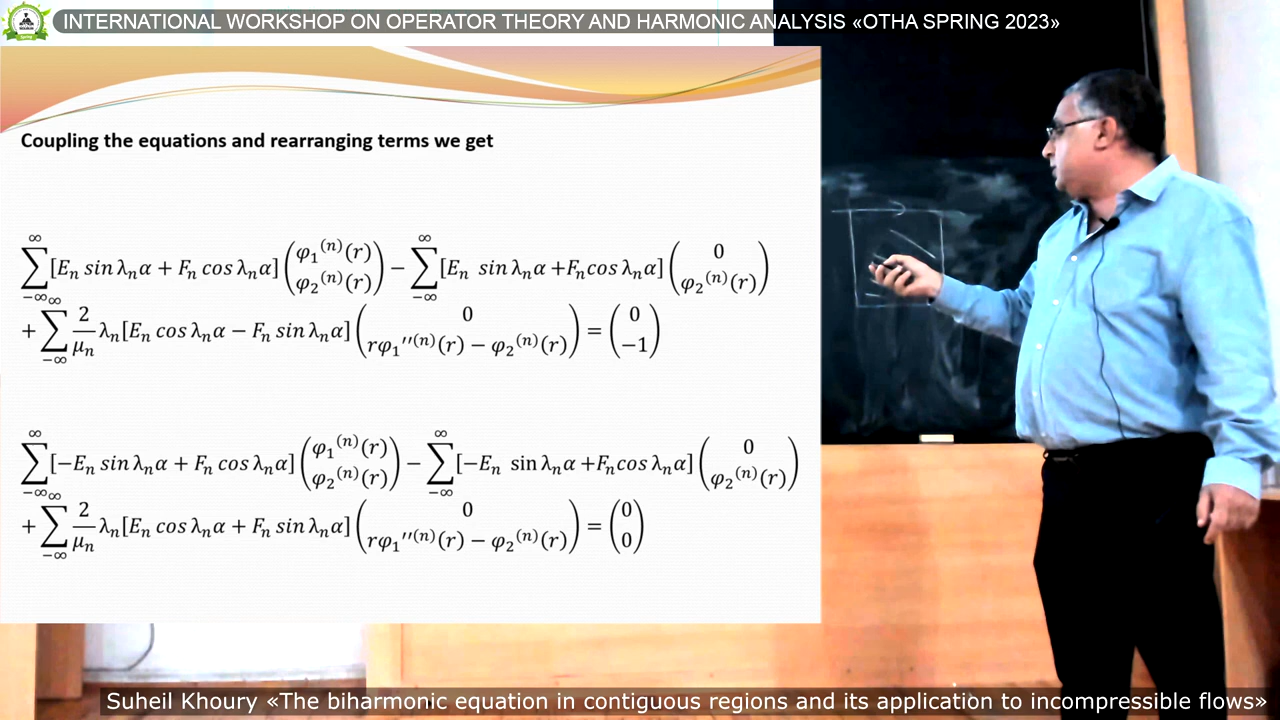 INTERNATIONAL WORKSHOP ON OPERATOR THEORY AND HARMONIC ANALYSIS «OTHA SPRING 2023»
Coupling the equations and rearranging terms we get
∑_{-∞}^{∞} [E_n sin λ_n α + F_n cos λ_n α] (φ_1^{(n)}(r) ; φ_2^{(n)}(r)) − ∑_{-∞}^{∞} [E_n sin λ_n α + F_n cos λ_n α] (0 ; φ_2^{(n)}(r))
+ ∑_{-∞}^{∞} 2/μ_n λ_n [E_n cos λ_n α − F_n sin λ_n α] (0 ; rφ_1''^{(n)}(r) − φ_2^{(n)}(r)) = (0 ; −1)
∑_{-∞}^{∞} [−E_n sin λ_n α + F_n cos λ_n α] (φ_1^{(n)}(r) ; φ_2^{(n)}(r)) − ∑_{-∞}^{∞} [−E_n sin λ_n α + F_n cos λ_n α] (0 ; φ_2^{(n)}(r))
+ ∑_{-∞}^{∞} 2/μ_n λ_n [E_n cos λ_n α + F_n sin λ_n α] (0 ; rφ_1''^{(n)}(r) − φ_2^{(n)}(r)) = (0 ; 0)
Suheil Khoury «The biharmonic equation in contiguous regions and its application to incompressible flows»